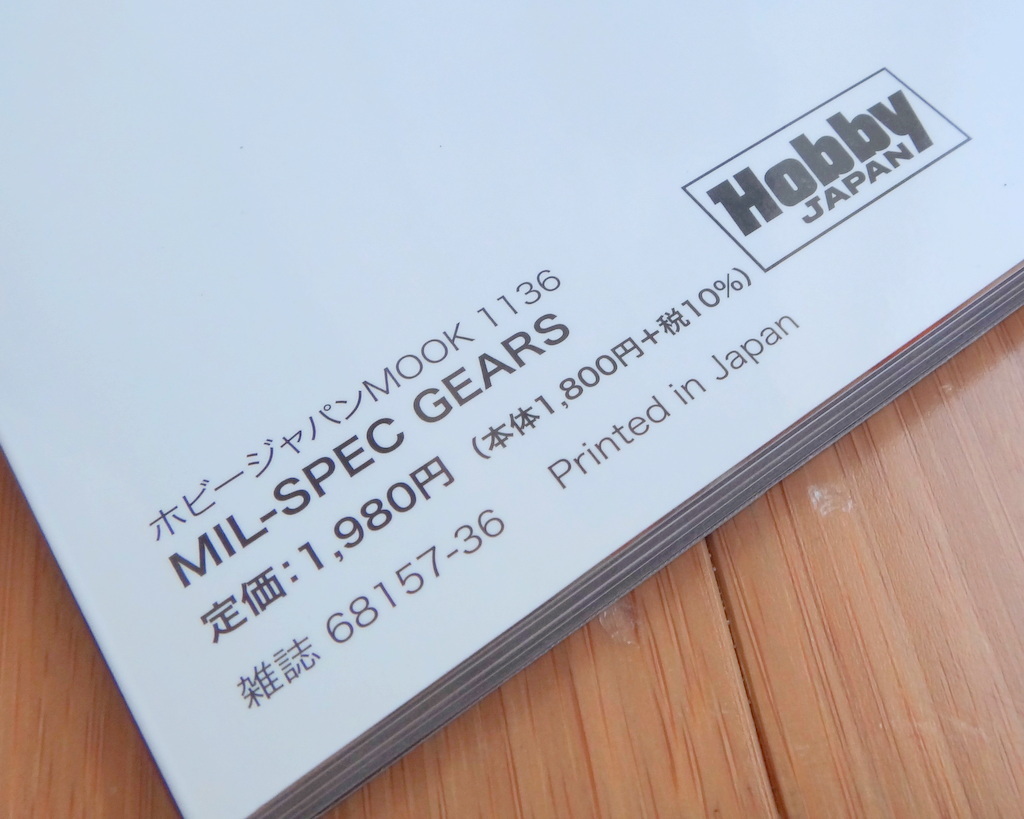 Hobby
JAPAN
ホビージャパンMOOK 1136
MIL-SPEC GEARS
定価:1,980円 (本体1,800円+税10%)
雑誌 68157-36 Printed in Japan